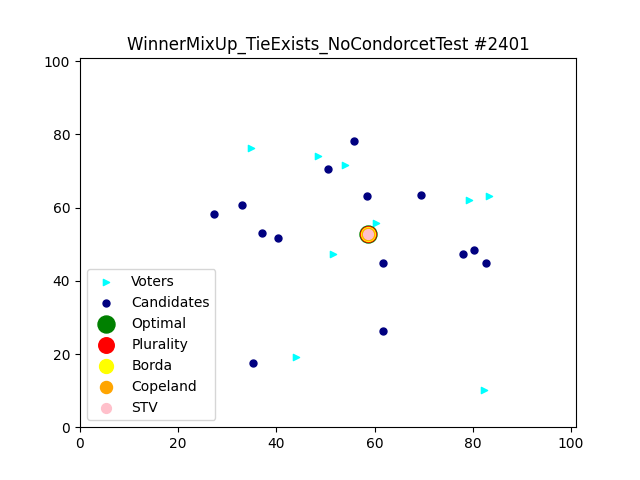 WinnerMixUp_TieExists_NoCondorcetTest #2401
100
80
60
40
20
0
Voters
Candidates
Optimal
Plurality
Borda
Copeland
STV
0 20 40 60 80 100